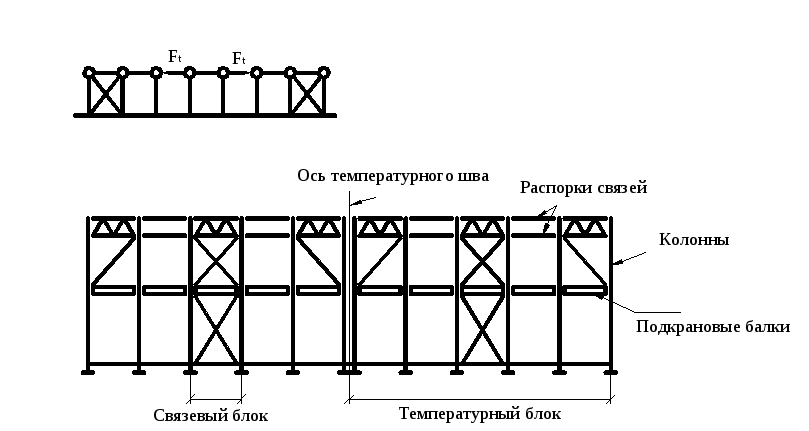 Ft
Ft
Ось температурного шва
Распорки связей
Колонны
Подкрановые балки
Связевый блок
Температурный блок